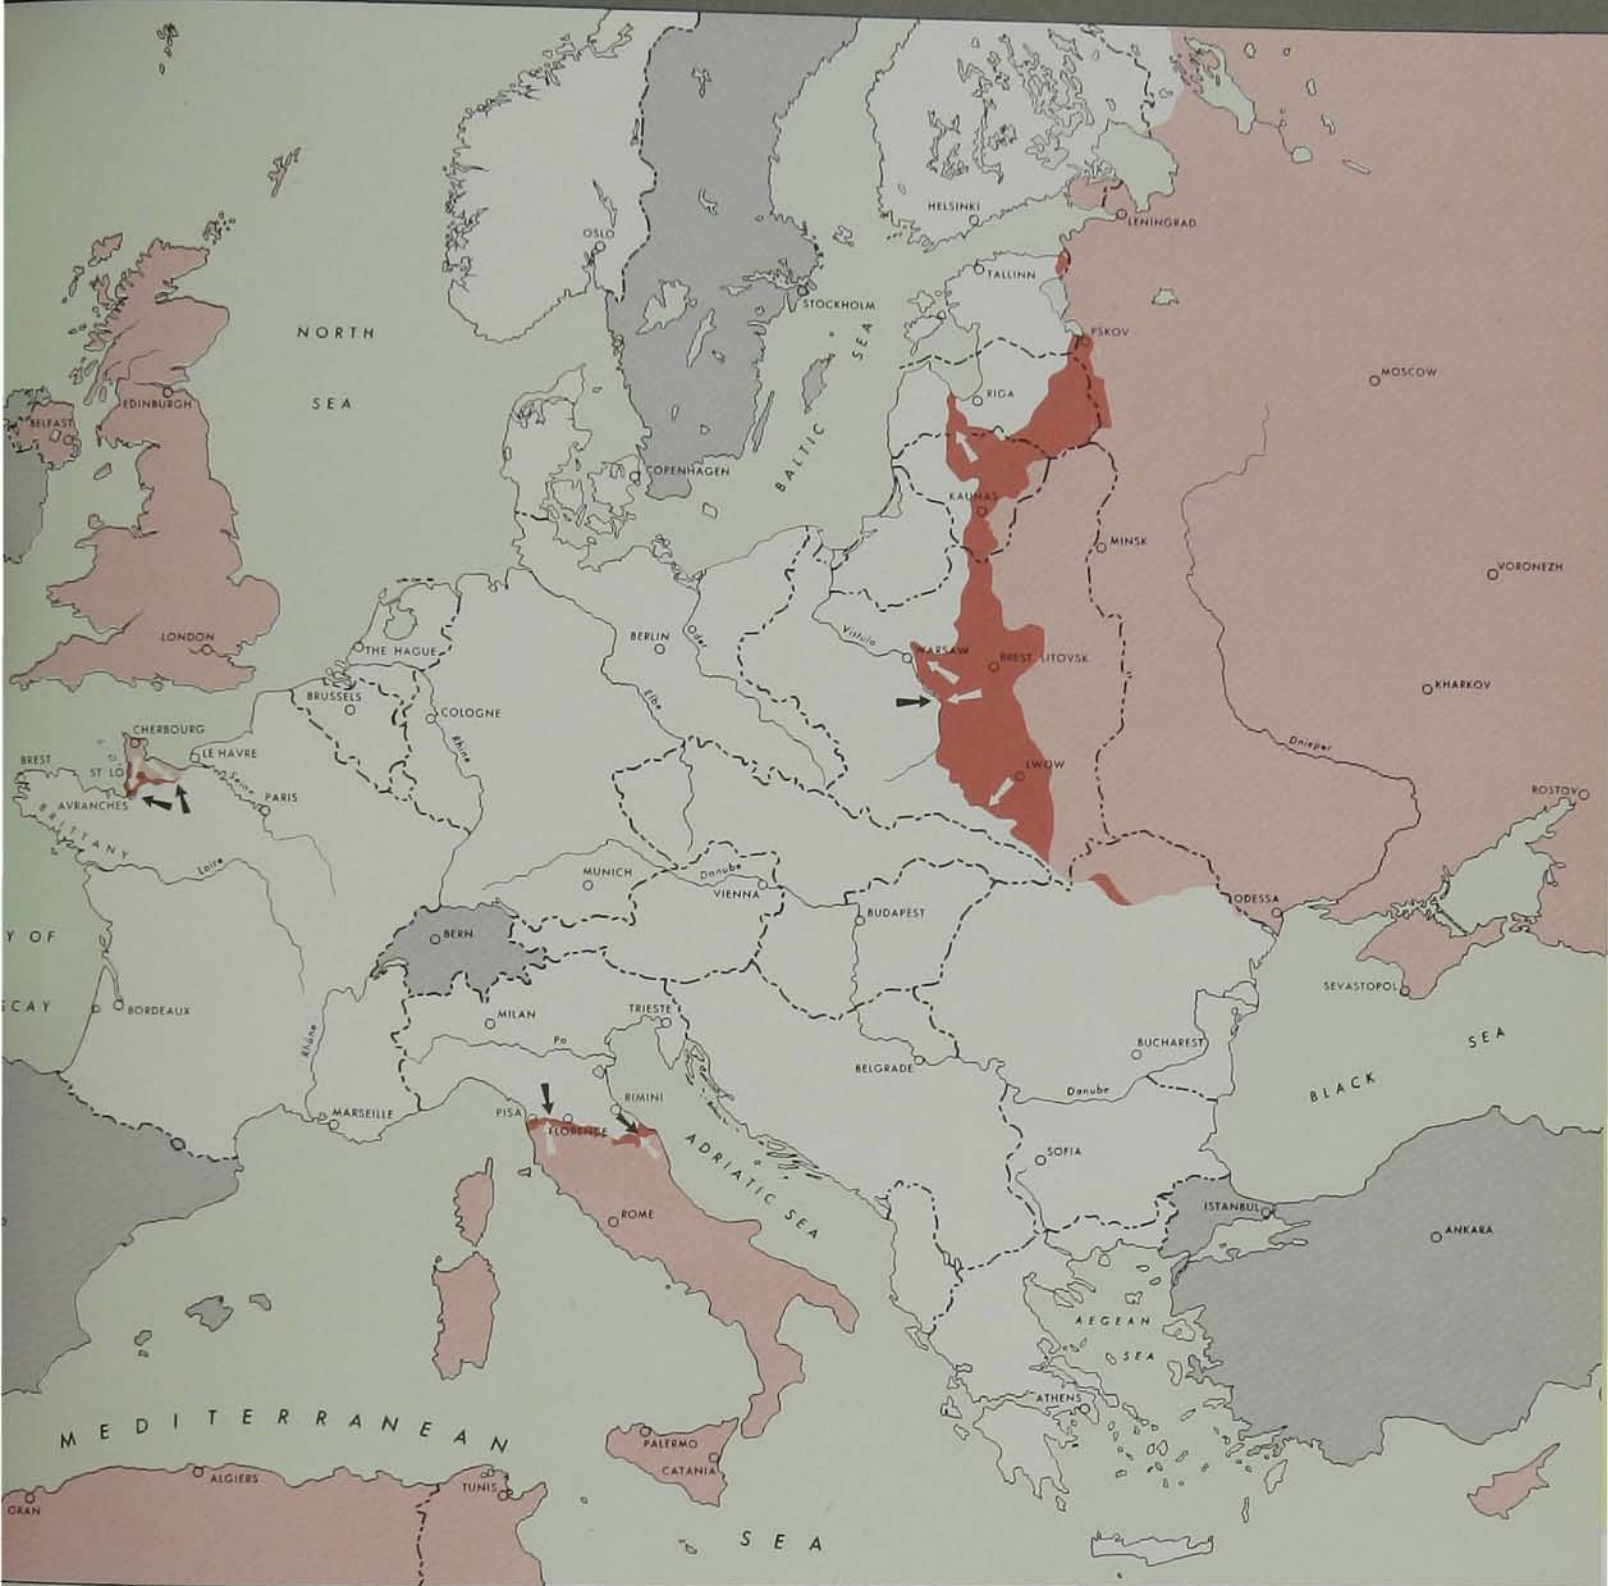 HELSINKI
LENINGRAD
OSLO
TALLINN
STOCKHOLM
NORTH
SEA
PSKOV
BALTIC SEA
MOSCOW
RIGA
EDINBURGH
BELFAST
COPENHAGEN
KAUNAS
MINSK
VORONEZH
LONDON
THE HAGUE
BERLIN
Oder
Vistula
WARSAW
BREST LITOVSK
KHARKOV
BRUSSELS
COLOGNE
Elbe
Rhine
CHERBOURG
LE HAVRE
BREST
ST LÔ
Seine
PARIS
AVRANCHES
BRITTANY
LWOW
Dnieper
ROSTOV
Loire
MUNICH
Danube
VIENNA
BUDAPEST
ODESSA
Y OF
BERN
SCAY
BORDEAUX
SEVASTOPOL
MILAN
TRIESTE
Rhône
Po
BELGRADE
BUCHAREST
BLACK SEA
Danube
MARSEILLE
PISA
RIMINI
FLORENCE
ADRIATIC SEA
SOFIA
ROME
ISTANBUL
ANKARA
AEGEAN
SEA
ATHENS
MEDITERRANEAN
PALERMO
CATANIA
ALGIERS
TUNIS
ORAN
SEA